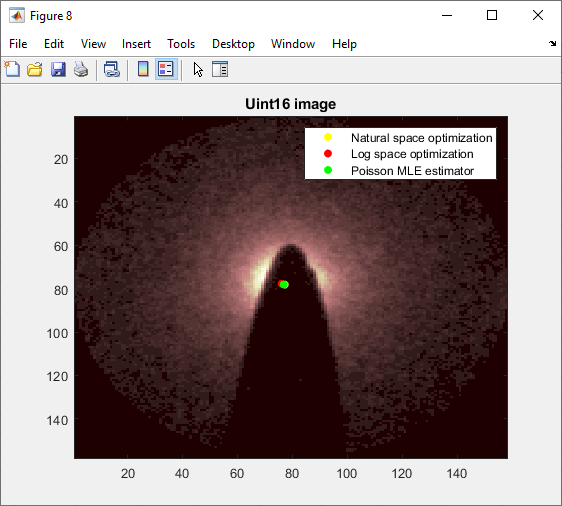 Figure 8
File Edit View Insert Tools Desktop Window Help
Uint16 image
Natural space optimization
Log space optimization
Poisson MLE estimator
20
40
60
80
100
120
140
20 40 60 80 100 120 140